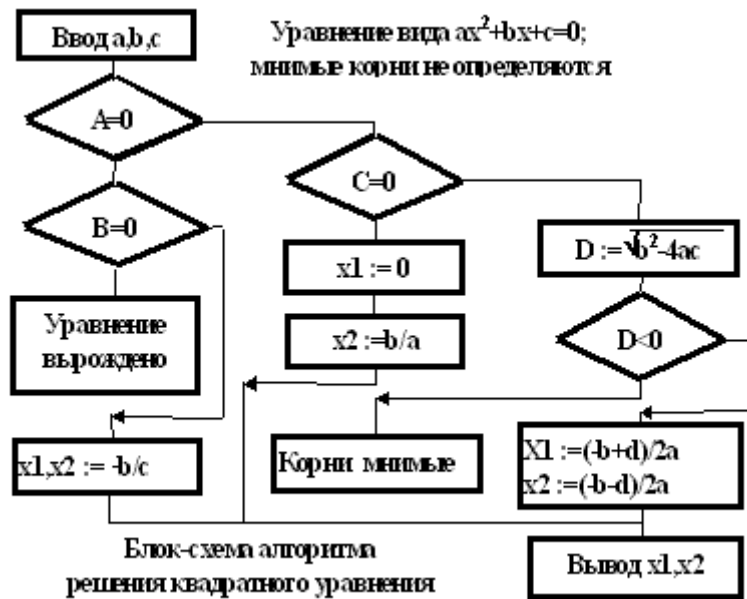 Ввод a,b,c
Уравнение вида ax²+bx+c=0;
мнимые корни не определяются
A=0
C=0
B=0
D := √b²-4ac
x1 := 0
Уравнение
вырождено
x2 :=b/a
D<0
x1,x2 := -b/c
Корни мнимые
X1 :=(-b+d)/2a
x2 :=(-b-d)/2a
Блок-схема алгоритма
решения квадратного уравнения
Вывод x1,x2